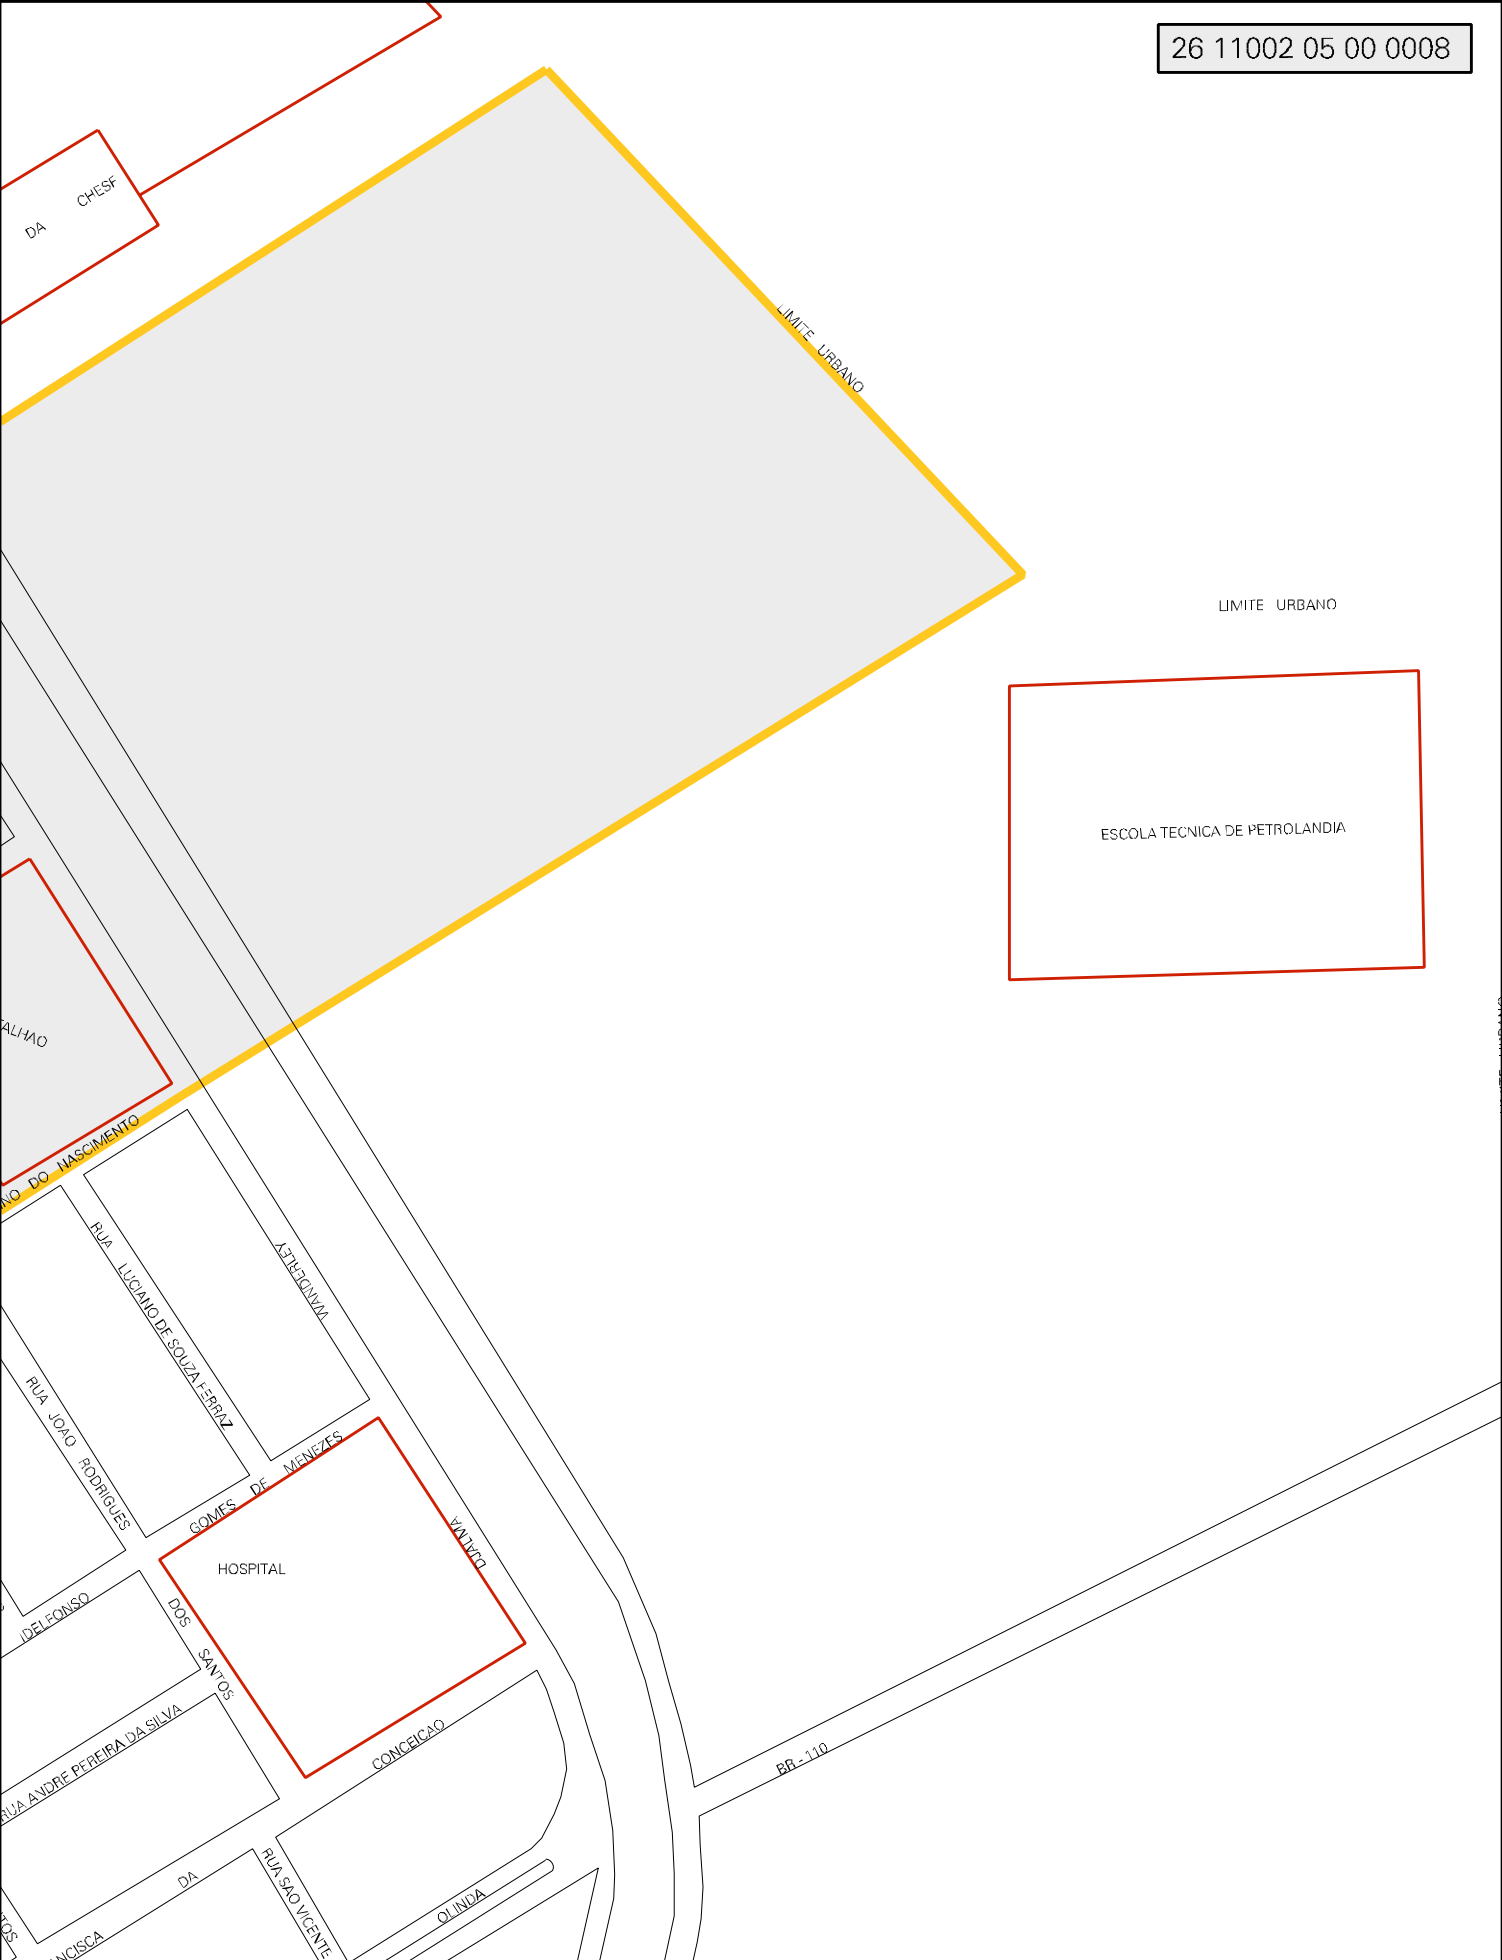 26 11002 05 00 0008
DA CHESF
LIMITE URBANO
LIMITE URBANO
ESCOLA TECNICA DE PETROLANDIA
DO NASCIMENTO
RUA LUCIANO DE SOUZA FERRAZ
WANDERLEY
RUA JOAO RODRIGUES
GOMES DE MENEZES
DJALMA
HOSPITAL
DOS SANTOS
RUA ANDRE PEREIRA DA SILVA
CONCEICAO
BR - 110
DA
RUA SAO VICENTE
OLINDA